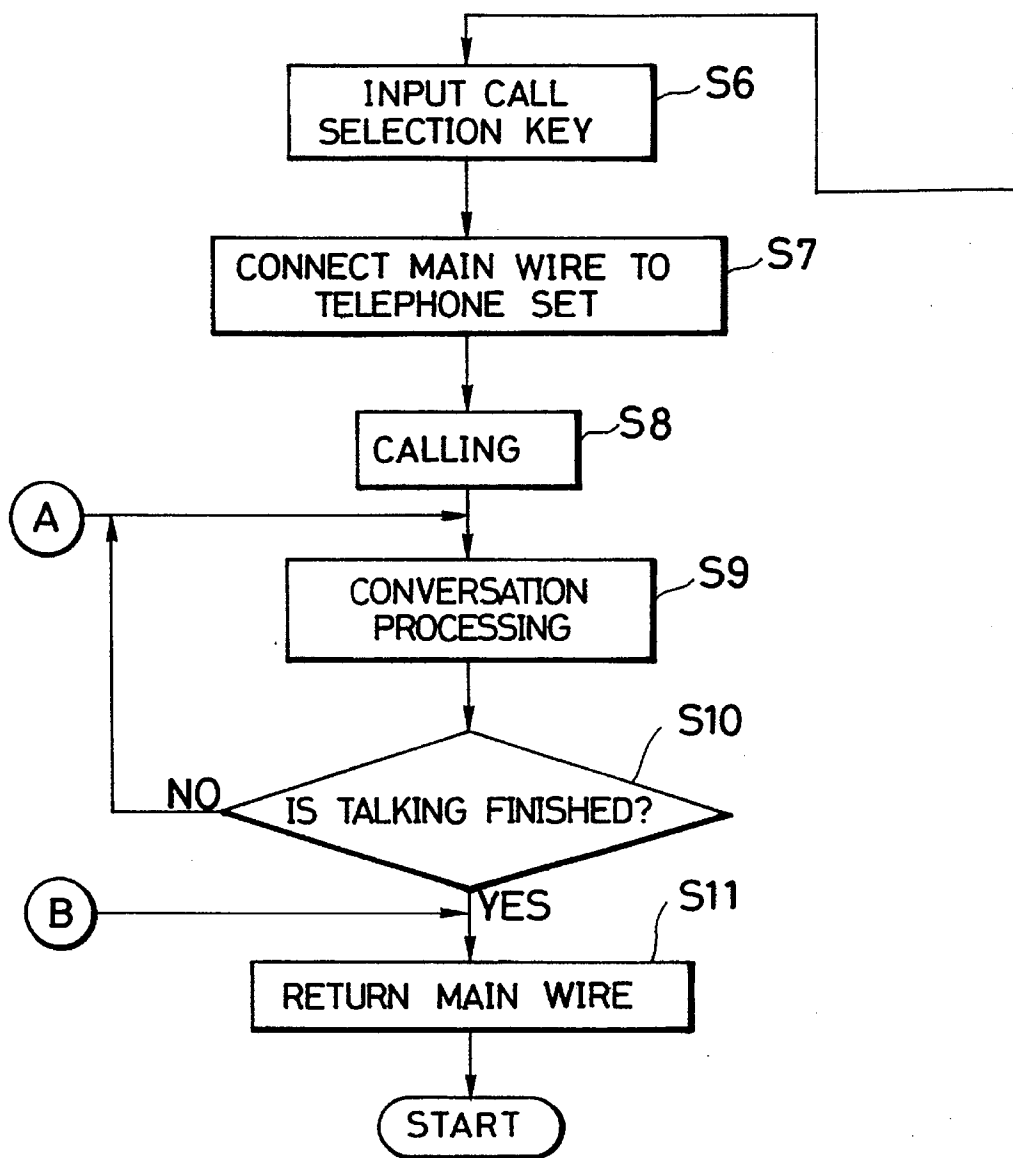 INPUT CALL
SELECTION KEY
S6
CONNECT MAIN WIRE TO
TELEPHONE SET
S7
CALLING
S8
A
CONVERSATION
PROCESSING
S9
IS TALKING FINISHED?
S10
NO
YES
B
RETURN MAIN WIRE
S11
START